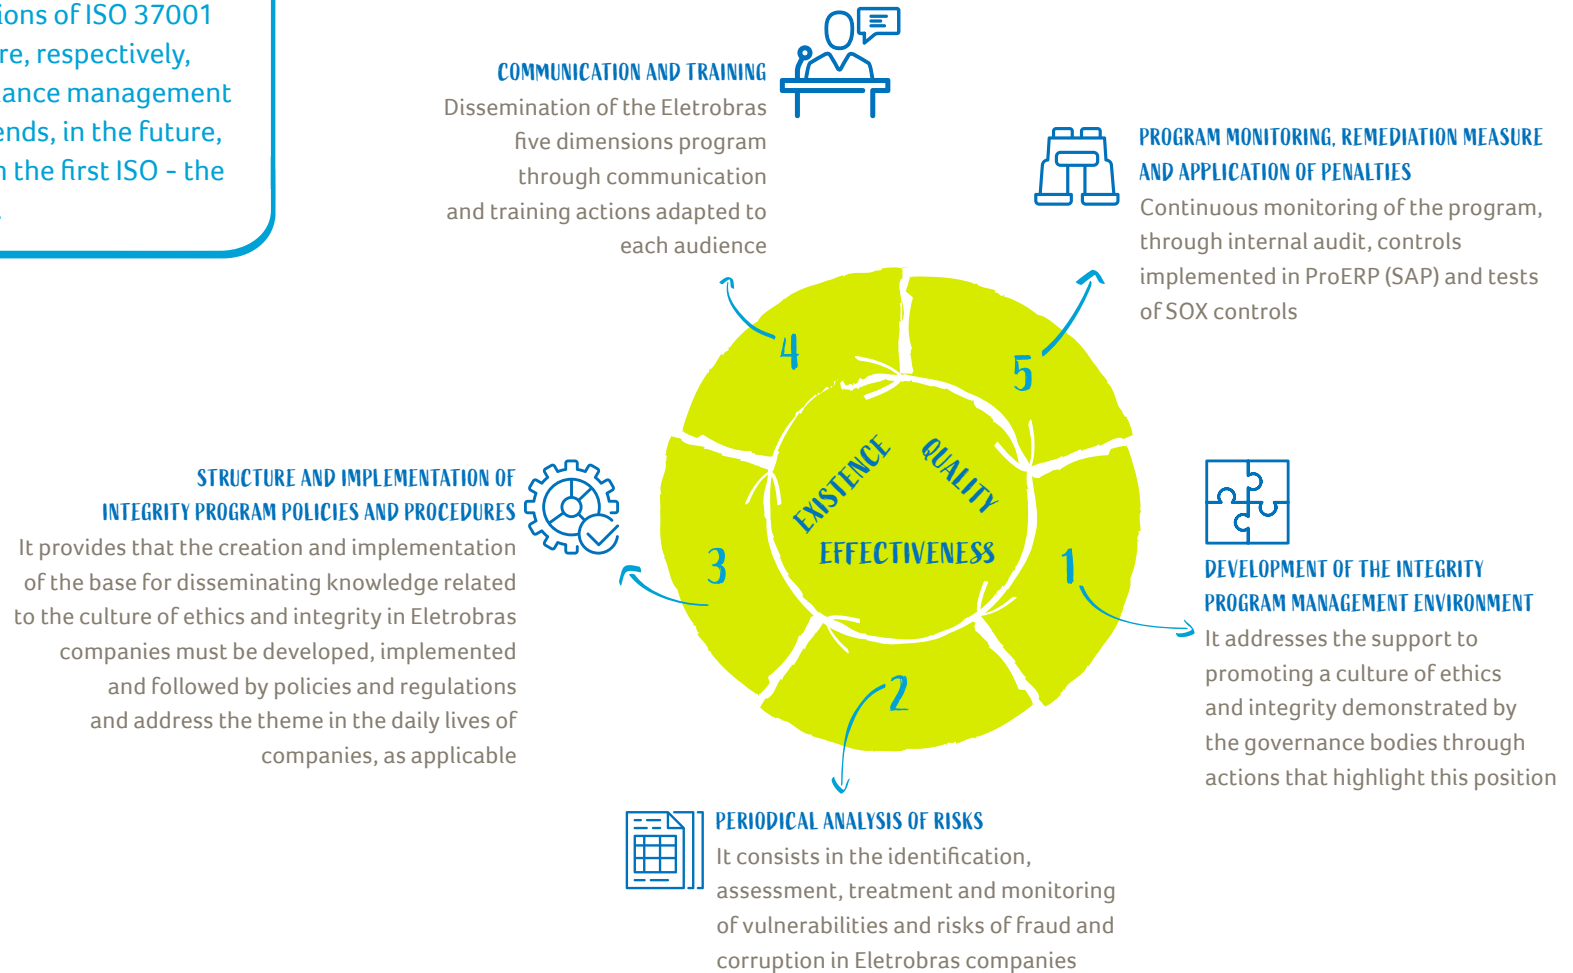 ions of ISO 37001
re, respectively,
ance management
ends, in the future,
the first ISO - the
COMMUNICATION AND TRAINING
Dissemination of the Eletrobras
five dimensions program
through communication
and training actions adapted to
each audience
PROGRAM MONITORING, REMEDIATION MEASURE
AND APPLICATION OF PENALTIES
Continuous monitoring of the program,
through internal audit, controls
implemented in ProERP (SAP) and tests
of SOX controls
4
5
EXISTENCE
QUALITY
EFFECTIVENESS
3
1
2
STRUCTURE AND IMPLEMENTATION OF
INTEGRITY PROGRAM POLICIES AND PROCEDURES
It provides that the creation and implementation
of the base for disseminating knowledge related
to the culture of ethics and integrity in Eletrobras
companies must be developed, implemented
and followed by policies and regulations
and address the theme in the daily lives of
companies, as applicable
DEVELOPMENT OF THE INTEGRITY
PROGRAM MANAGEMENT ENVIRONMENT
It addresses the support to
promoting a culture of ethics
and integrity demonstrated by
the governance bodies through
actions that highlight this position
PERIODICAL ANALYSIS OF RISKS
It consists in the identification,
assessment, treatment and monitoring
of vulnerabilities and risks of fraud and
corruption in Eletrobras companies